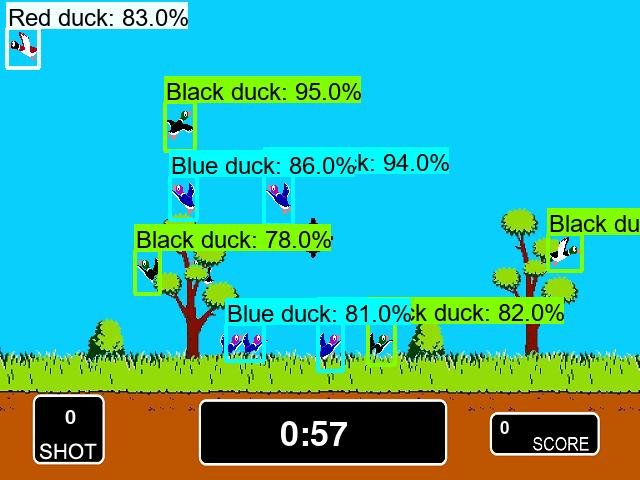 Red duck: 83.0%
Black duck: 95.0%
Blue duck: 86.0%
k: 94.0%
Black du
Black duck: 78.0%
Blue duck: 81.0%
ck duck: 82.0%
0
SHOT
0:57
0
SCORE